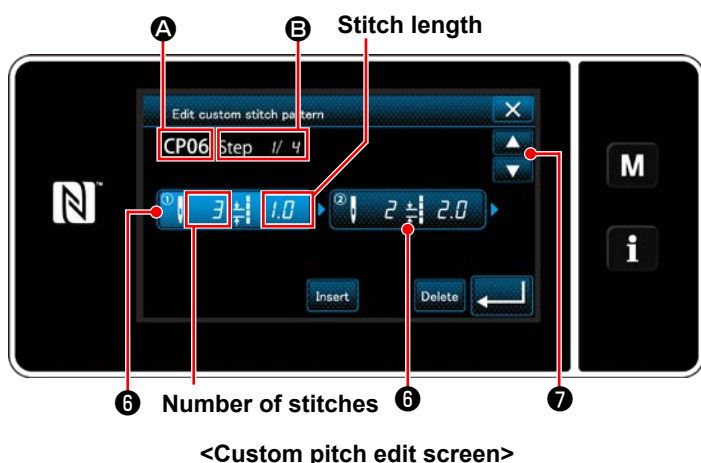 A B Stitch length
Edit custom stitch pattern X
CP06 Step 1/ 4
M
N
① 3 1.0 ② 2 2.0
i
Insert Delete
6 Number of stitches 6 7
<Custom pitch edit screen>